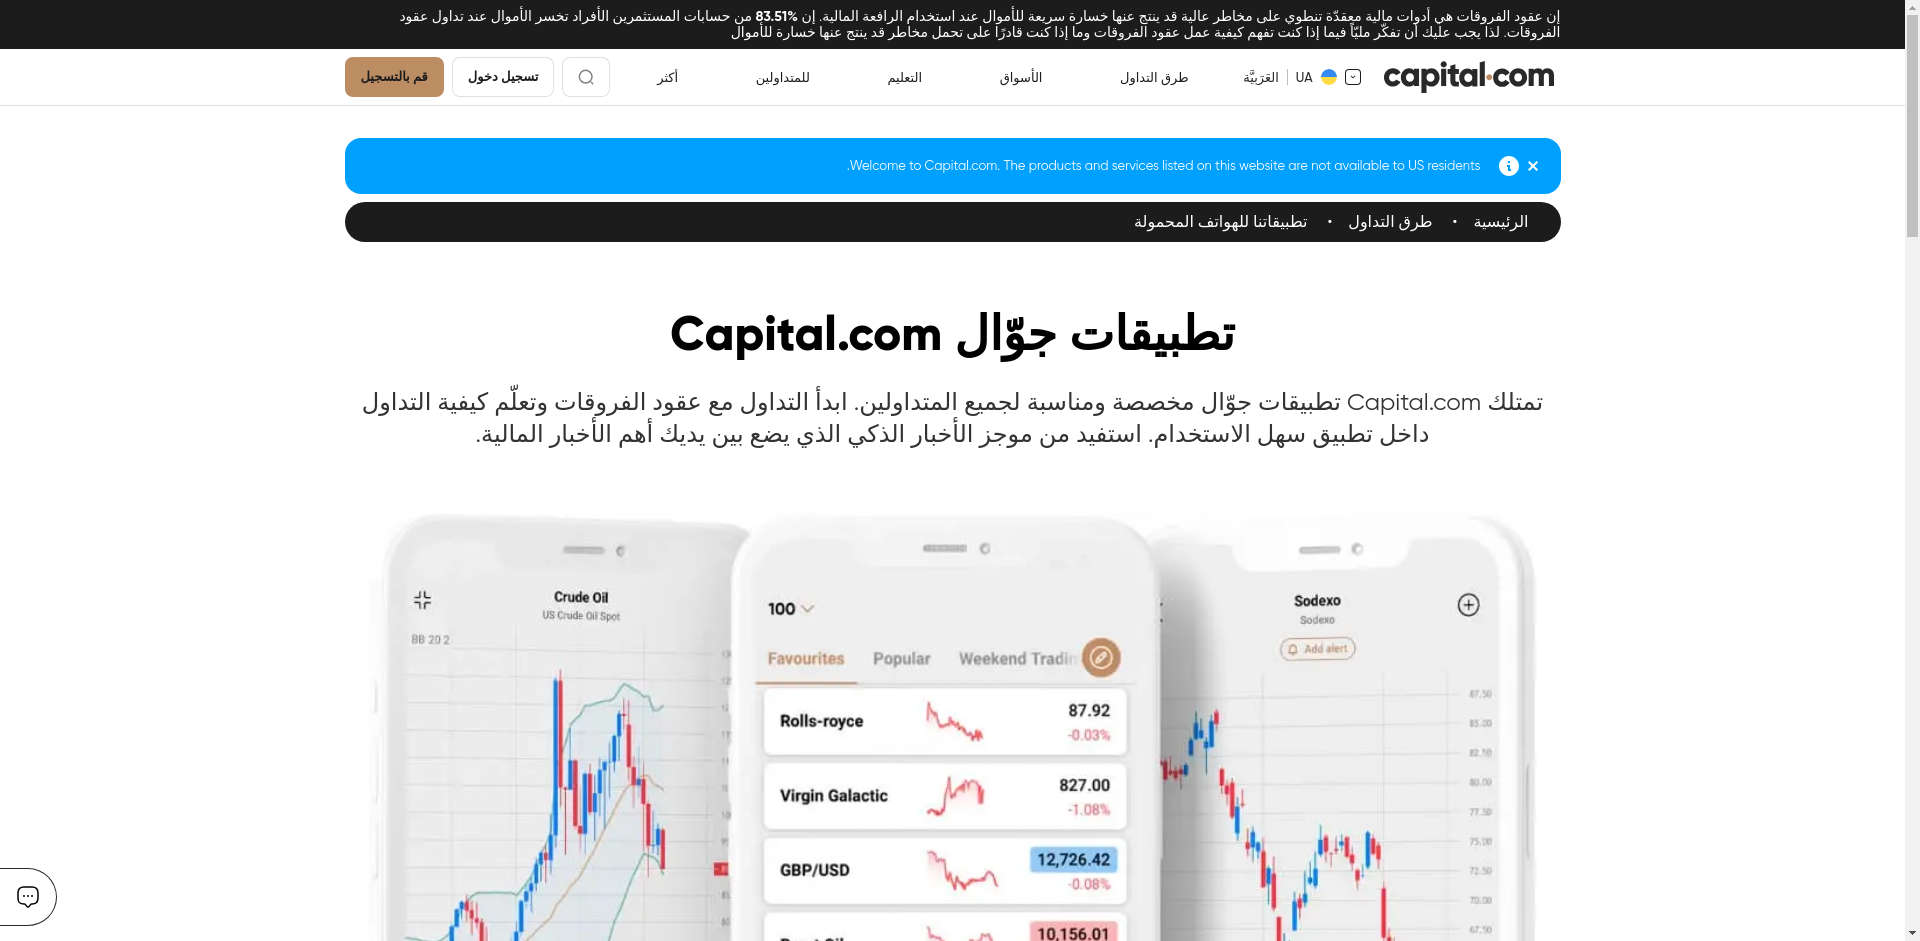 إن عقود الفروقات هي أدوات مالية معقدّة تنطوي على مخاطر عالية قد ينتج عنها خسارة سريعة للأموال عند استخدام الرافعة المالية. إن 83.51% من حسابات المستثمرين الأفراد تخسر الأموال عند تداول عقود
الفروقات. لذا يجب عليك أن تفكّر مليّاً فيما إذا كنت تفهم كيفية عمل عقود الفروقات وما إذا كنت قادرًا على تحمل مخاطر قد ينتج عنها خسارة للأموال
capital.com
UA
العَرَبِيَّة
طرق التداول
الأسواق
التعليم
للمتداولين
أكثر
تسجيل دخول
قم بالتسجيل
Welcome to Capital.com. The products and services listed on this website are not available to US residents.
الرئيسية • طرق التداول • تطبيقاتنا للهواتف المحمولة
تطبيقات جوّال Capital.com
تمتلك Capital.com تطبيقات جوّال مخصصة ومناسبة لجميع المتداولين. ابدأ التداول مع عقود الفروقات وتعلّم كيفية التداول
داخل تطبيق سهل الاستخدام. استفيد من موجز الأخبار الذكي الذي يضع بين يديك أهم الأخبار المالية.
Crude Oil
US Crude Oil Spot
BB 20 2
100
Favourites Popular Weekend Tradin
Rolls-royce 87.92
-0.03%
Virgin Galactic 827.00
-1.08%
GBP/USD 12,726.42
-0.08%
10,156.01
Sodexo
Sodexo
Add alert
87.50
85.00
82.50
80.00
77.50
75.00
72.50
70.00
67.50